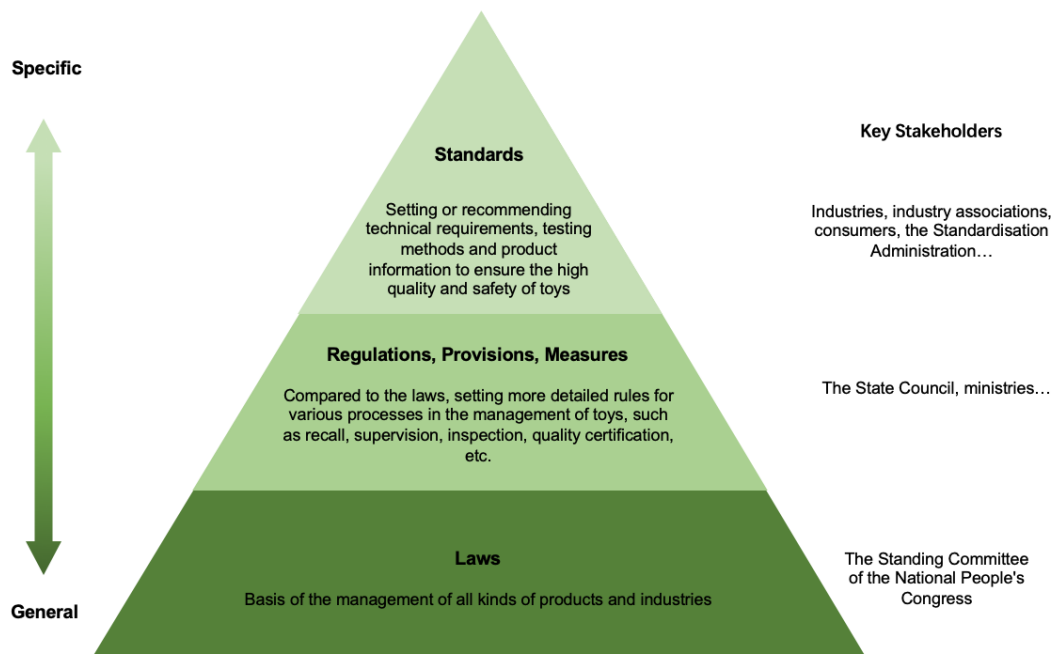 Specific
Key Stakeholders
Standards
Setting or recommending
technical requirements, testing
methods and product
information to ensure the high
quality and safety of toys
Industries, industry associations,
consumers, the Standardisation
Administration…
Regulations, Provisions, Measures
Compared to the laws, setting more detailed rules for
various processes in the management of toys, such
as recall, supervision, inspection, quality certification,
etc.
The State Council, ministries…
Laws
Basis of the management of all kinds of products and industries
The Standing Committee
of the National People's
Congress
General